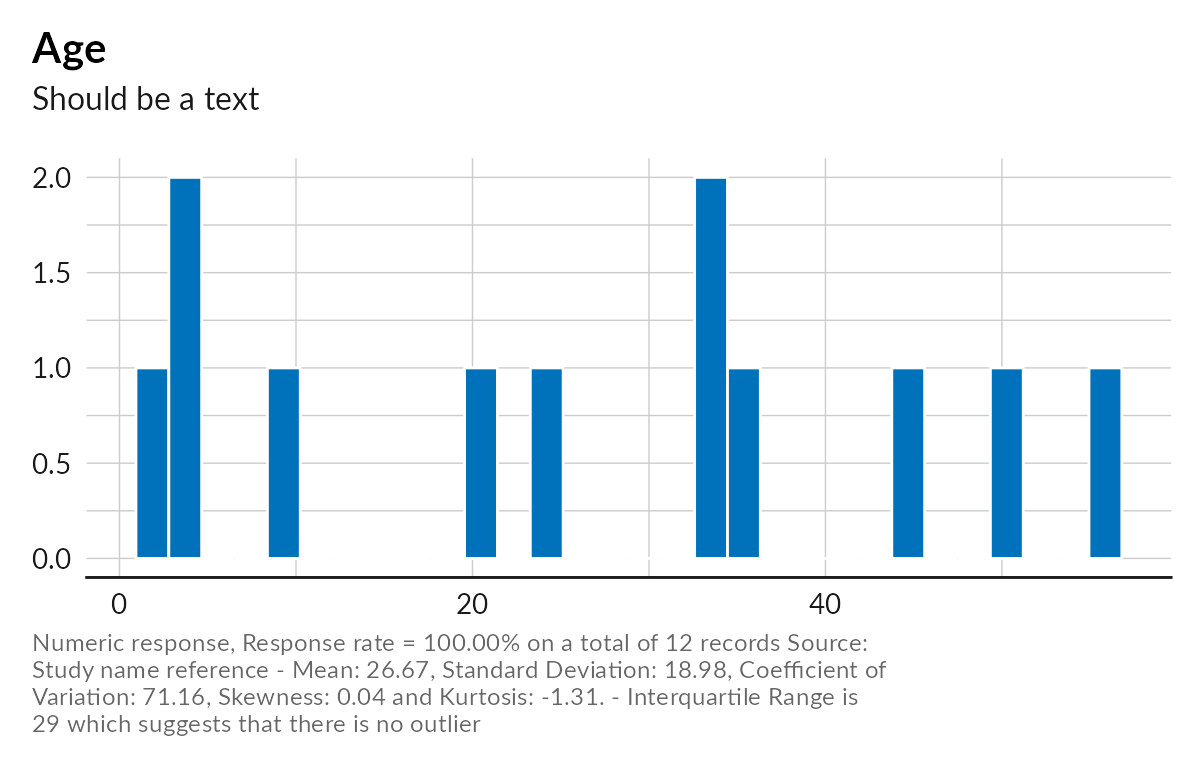 Age
Should be a text
2.0
1.5
1.0
0.5
0.0
0 20 40
Numeric response, Response rate = 100.00% on a total of 12 records Source:
Study name reference - Mean: 26.67, Standard Deviation: 18.98, Coefficient of
Variation: 71.16, Skewness: 0.04 and Kurtosis: -1.31. - Interquartile Range is
29 which suggests that there is no outlier